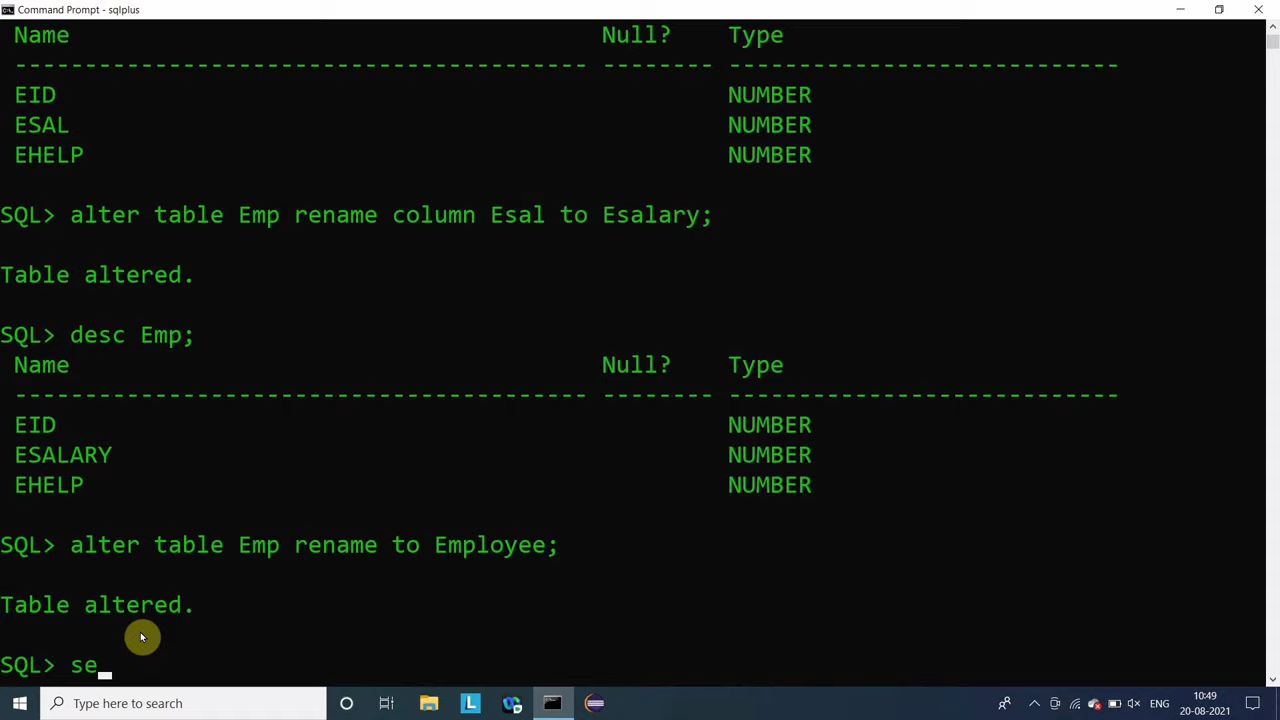 Command Prompt - sqlplus
Name Null? Type
----------------------------------------- -------- ----------------------------
EID NUMBER
ESAL NUMBER
EHELP NUMBER
SQL> alter table Emp rename column Esal to Esalary;
Table altered.
SQL> desc Emp;
Name Null? Type
----------------------------------------- -------- ----------------------------
EID NUMBER
ESALARY NUMBER
EHELP NUMBER
SQL> alter table Emp rename to Employee;
Table altered.
SQL> se
Type here to search
L
ENG
10:49
20-08-2021